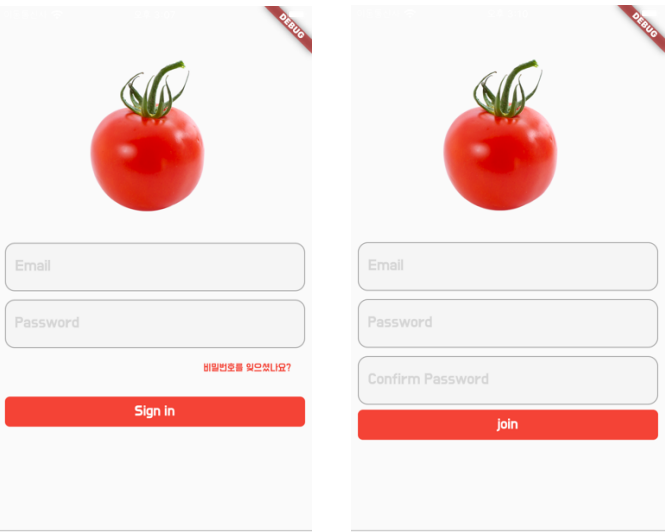 DEBUG
Email
Password
비밀번호를 잊으셨나요?
Sign in
DEBUG
Email
Password
Confirm Password
join